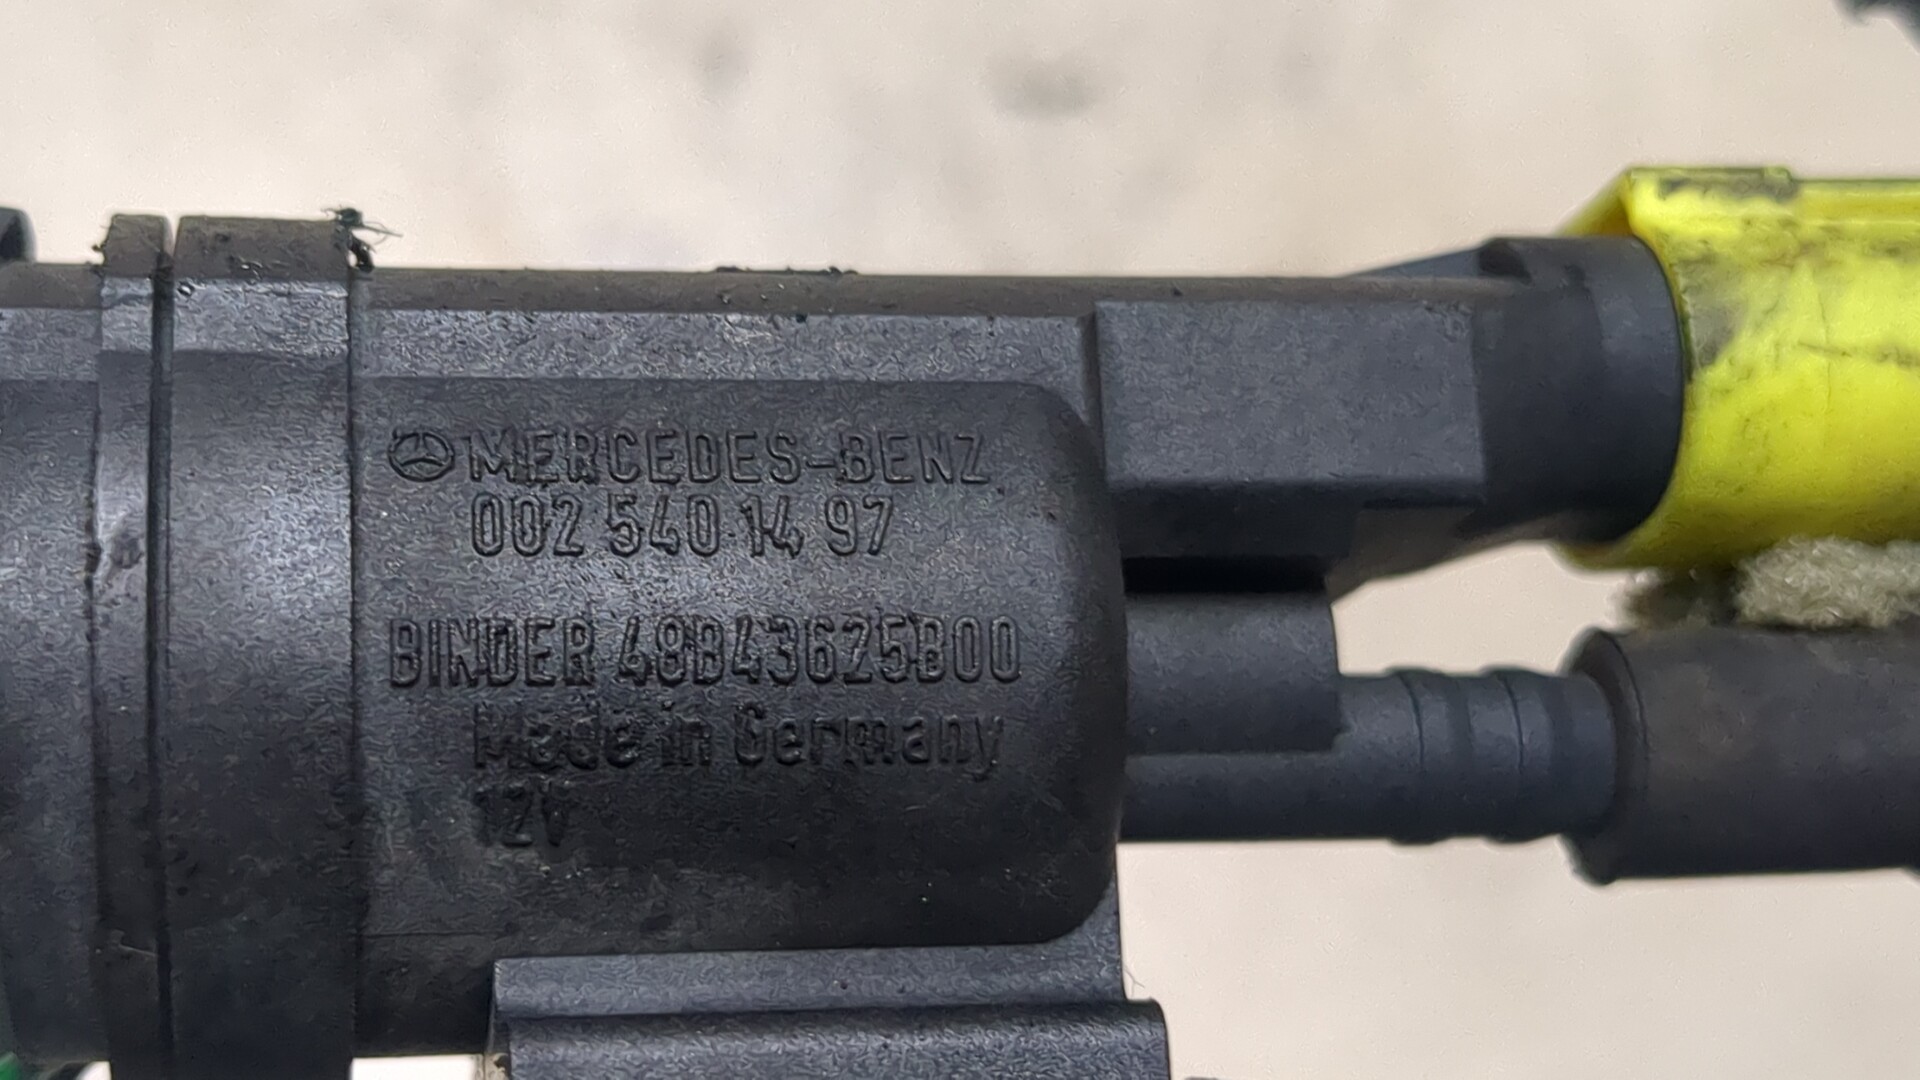 MERCEDES-BENZ
002 540 14 97
BINDER 48B43625B00
Made in Germany
12V